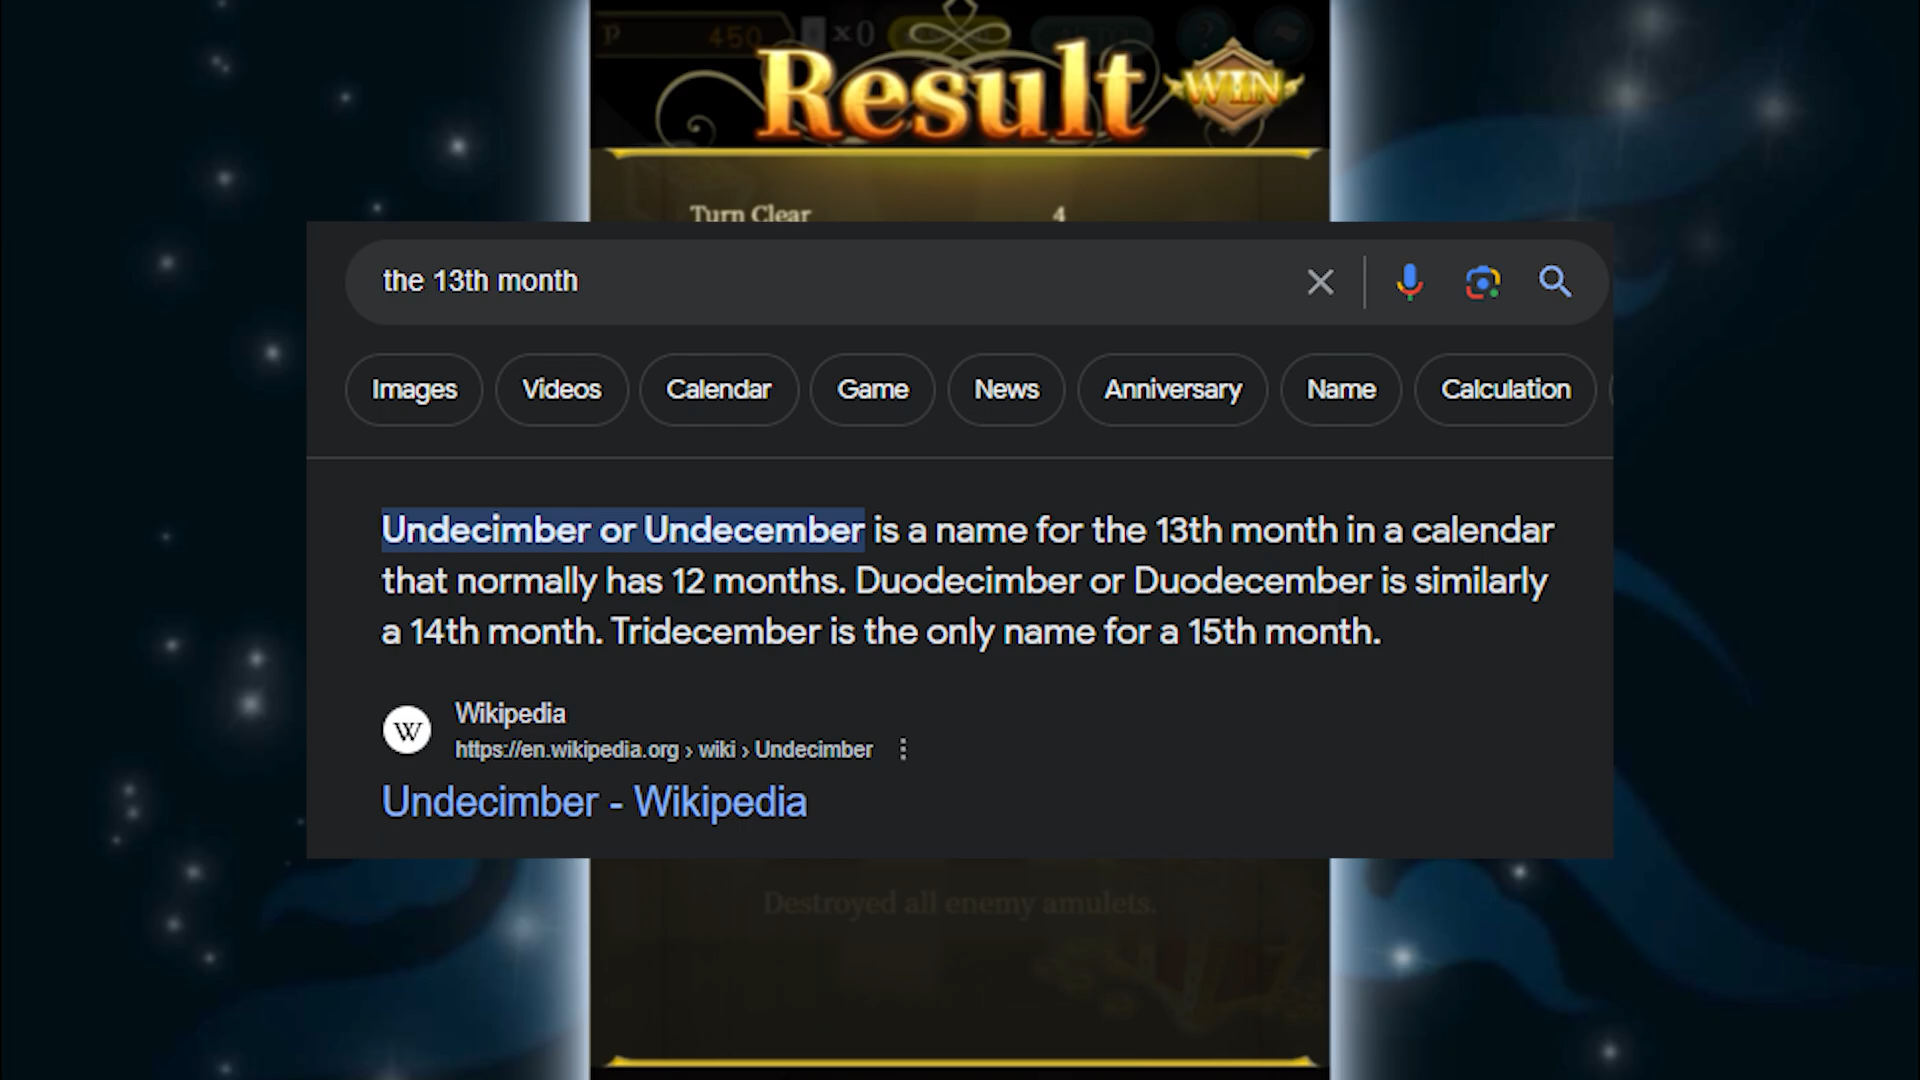 P 450 x0
Result WIN
Turn Clear 4
the 13th month
Images Videos Calendar Game News Anniversary Name Calculation
Undecimber or Undecember is a name for the 13th month in a calendar
that normally has 12 months. Duodecimber or Duodecember is similarly
a 14th month. Tridecember is the only name for a 15th month.
W Wikipedia
https://en.wikipedia.org › wiki › Undecimber
Undecimber - Wikipedia
Destroyed all enemy amulets.